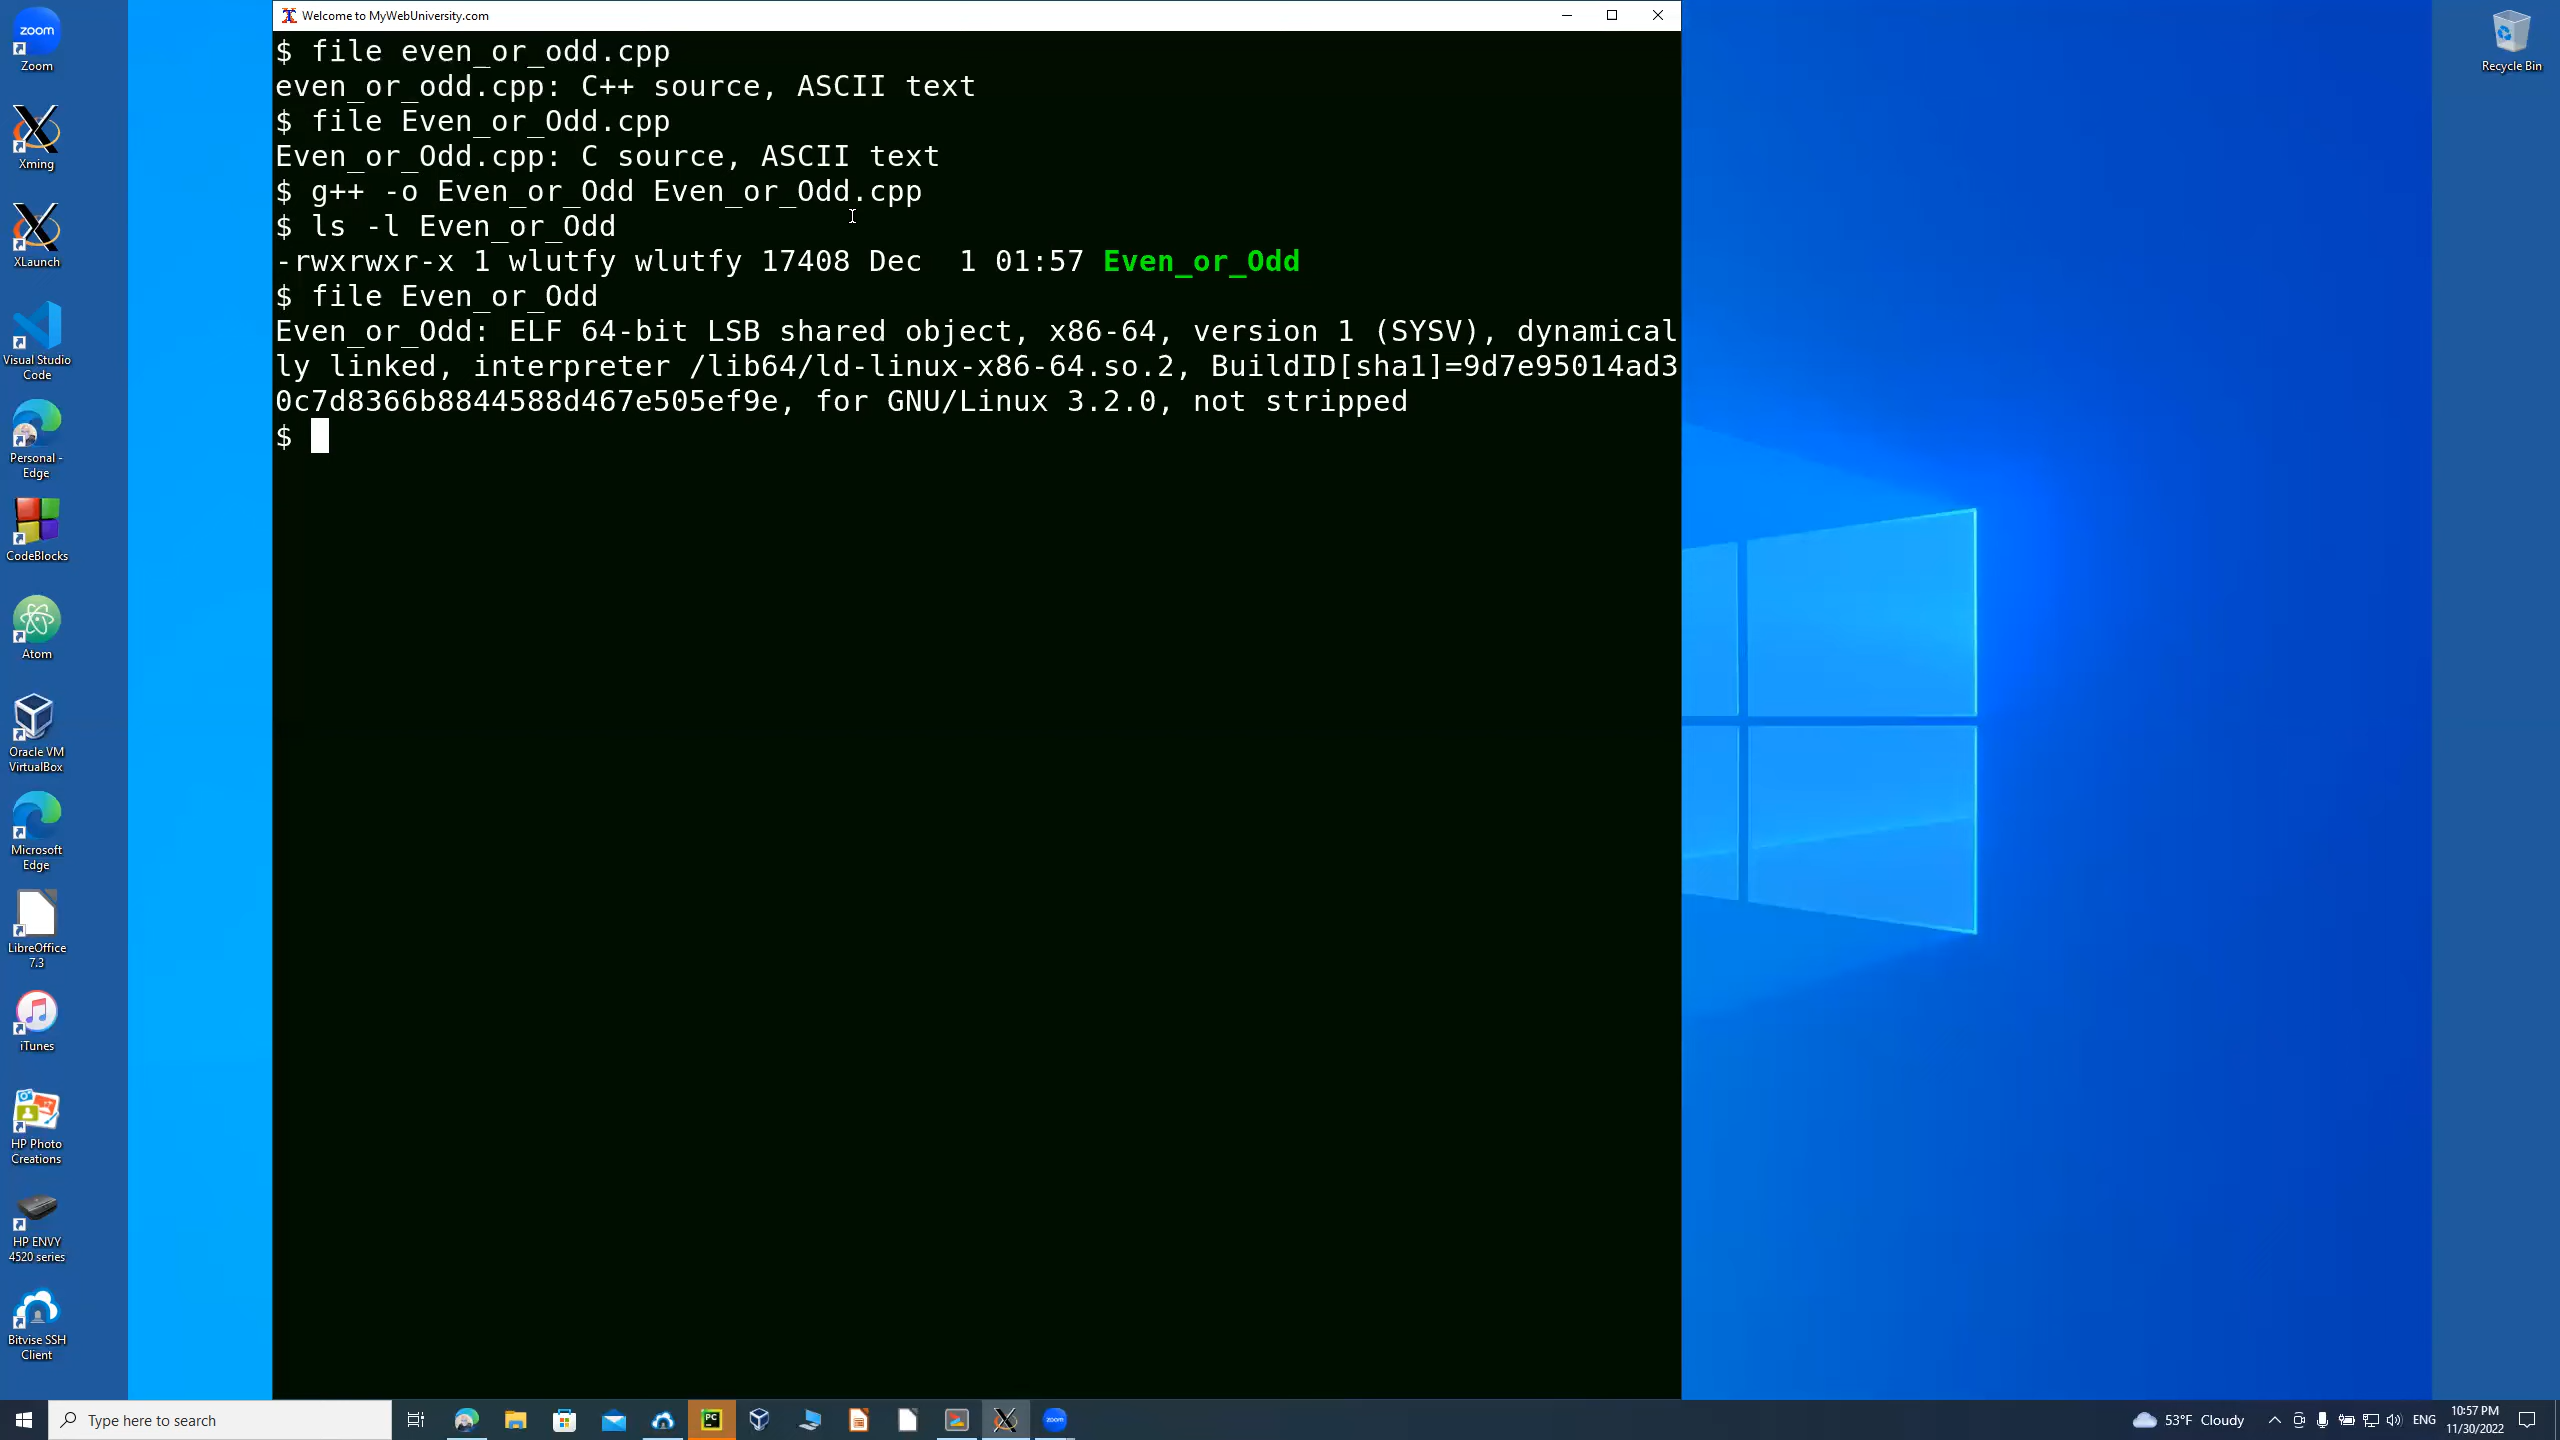 Welcome to MyWebUniversity.com
$ file even_or_odd.cpp
even_or_odd.cpp: C++ source, ASCII text
$ file Even_or_Odd.cpp
Even_or_Odd.cpp: C source, ASCII text
$ g++ -o Even_or_Odd Even_or_Odd.cpp
$ ls -l Even_or_Odd
-rwxrwxr-x 1 wlutfy wlutfy 17408 Dec  1 01:57 Even_or_Odd
$ file Even_or_Odd
Even_or_Odd: ELF 64-bit LSB shared object, x86-64, version 1 (SYSV), dynamical
ly linked, interpreter /lib64/ld-linux-x86-64.so.2, BuildID[sha1]=9d7e95014ad3
0c7d8366b8844588d467e505ef9e, for GNU/Linux 3.2.0, not stripped
$
zoom
Zoom
Xming
XLaunch
Visual Studio
Code
Personal -
Edge
CodeBlocks
Atom
Oracle VM
VirtualBox
Microsoft
Edge
LibreOffice
7.3
iTunes
HP Photo
Creations
HP ENVY
4520 series
Bitvise SSH
Client
Recycle Bin
Type here to search
PC
zoom
53°F Cloudy
ENG
10:57 PM
11/30/2022